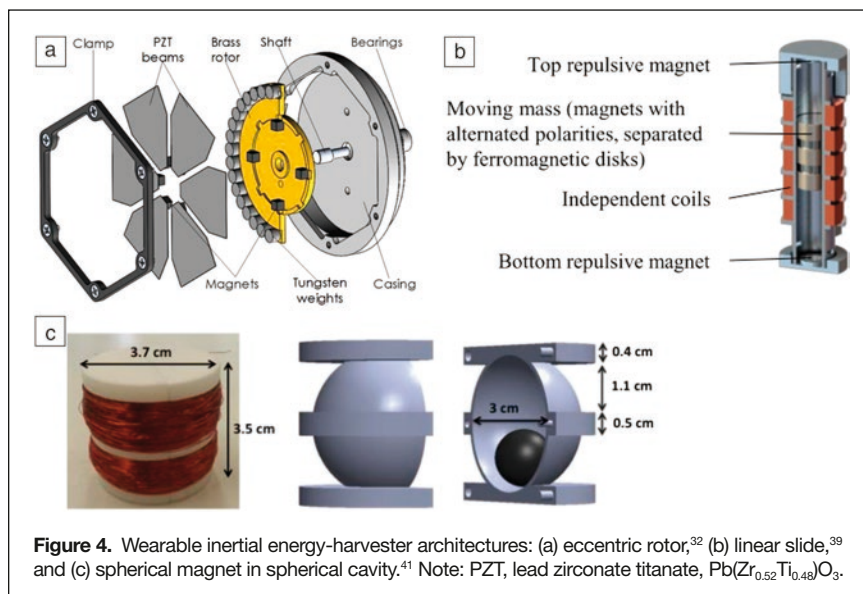 a
Clamp
PZT
beams
Brass
rotor
Shaft
Bearings
Magnets
Tungsten
weights
Casing
b
Top repulsive magnet
Moving mass (magnets with
alternated polarities, separated
by ferromagnetic disks)
Independent coils
Bottom repulsive magnet
c
3.7 cm
3.5 cm
3 cm
0.4 cm
1.1 cm
0.5 cm
Figure 4. Wearable inertial energy-harvester architectures: (a) eccentric rotor,³² (b) linear slide,³⁹
and (c) spherical magnet in spherical cavity.⁴¹ Note: PZT, lead zirconate titanate, Pb(Zr₀.₅₂Ti₀.₄₈)O₃.